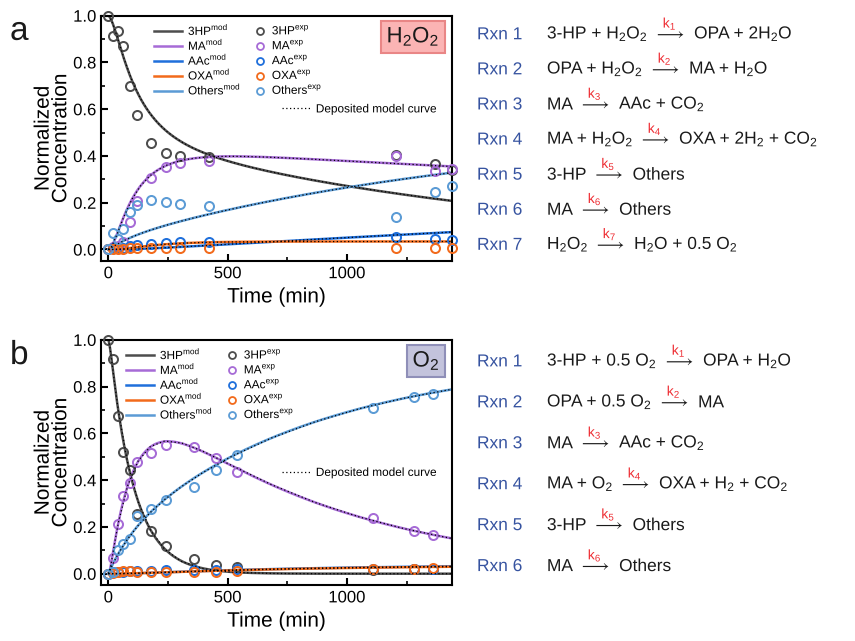 a
Normalized
Concentration
1.0
0.8
0.6
0.4
0.2
0.0
0
500
1000
Time (min)
3HPmod
MAmod
AAcmod
OXAmod
Othersmod
3HPexp
MAexp
AAcexp
OXAexp
Othersexp
Deposited model curve
H2O2
Rxn 1 3-HP + H2O2 k1⟶ OPA + 2H2O
Rxn 2 OPA + H2O2 k2⟶ MA + H2O
Rxn 3 MA k3⟶ AAc + CO2
Rxn 4 MA + H2O2 k4⟶ OXA + 2H2 + CO2
Rxn 5 3-HP k5⟶ Others
Rxn 6 MA k6⟶ Others
Rxn 7 H2O2 k7⟶ H2O + 0.5 O2
b
Normalized
Concentration
1.0
0.8
0.6
0.4
0.2
0.0
0
500
1000
Time (min)
3HPmod
MAmod
AAcmod
OXAmod
Othersmod
3HPexp
MAexp
AAcexp
OXAexp
Othersexp
Deposited model curve
O2
Rxn 1 3-HP + 0.5 O2 k1⟶ OPA + H2O
Rxn 2 OPA + 0.5 O2 k2⟶ MA
Rxn 3 MA k3⟶ AAc + CO2
Rxn 4 MA + O2 k4⟶ OXA + H2 + CO2
Rxn 5 3-HP k5⟶ Others
Rxn 6 MA k6⟶ Others